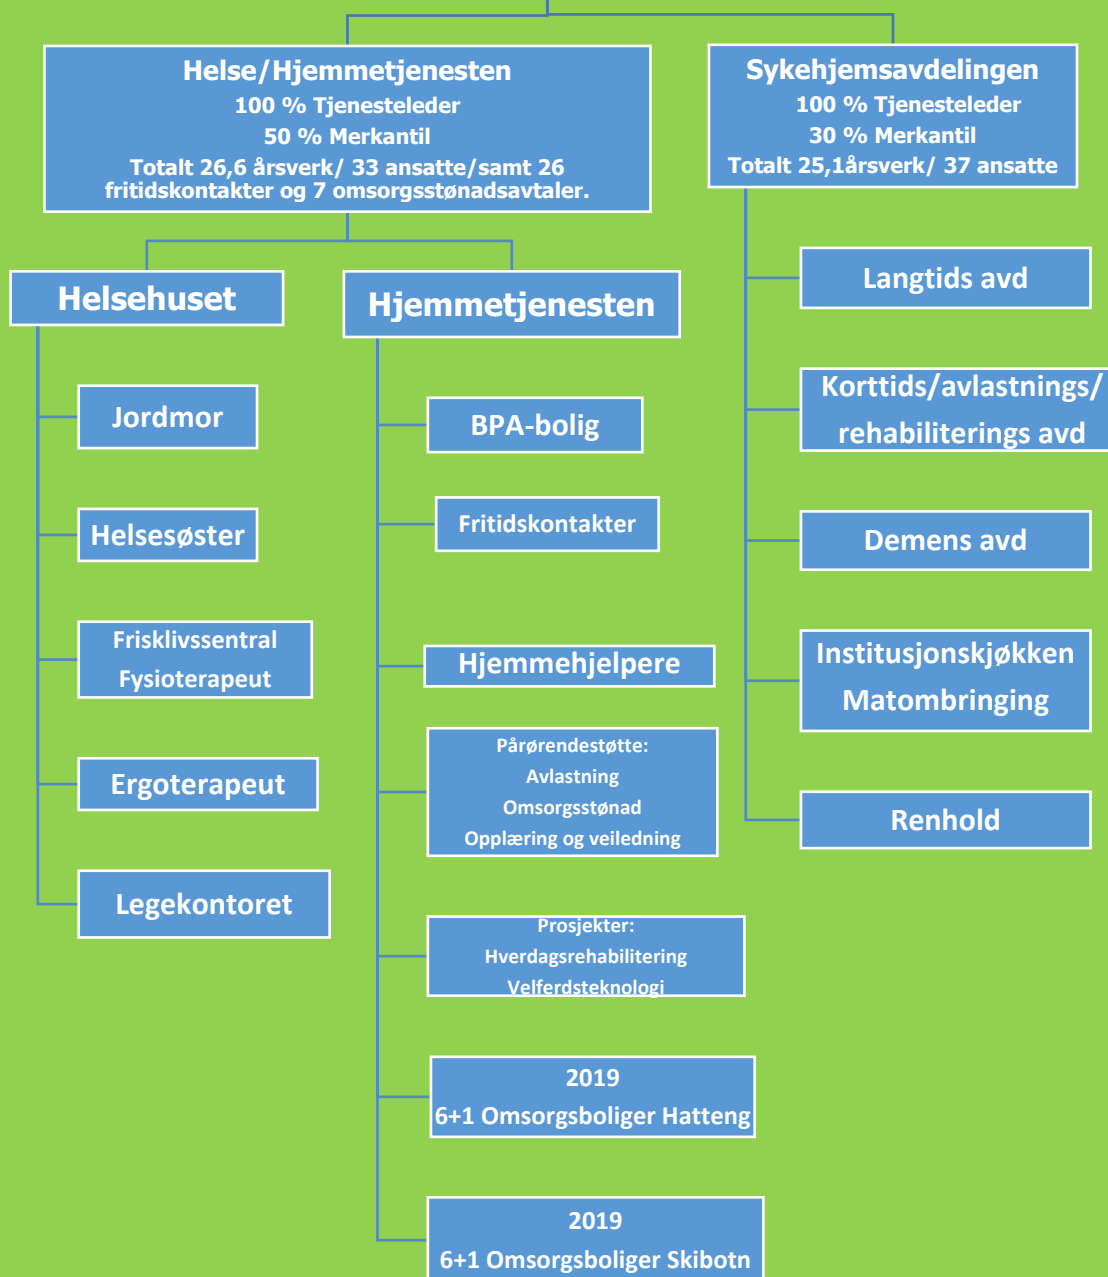 Helse/Hjemmetjenesten
100 % Tjenesteleder
50 % Merkantil
Totalt 26,6 årsverk/ 33 ansatte/samt 26
fritidskontakter og 7 omsorgsstønadsavtaler.
Sykehjemsavdelingen
100 % Tjenesteleder
30 % Merkantil
Totalt 25,1årsverk/ 37 ansatte
Helsehuset
Jordmor
Helsesøster
Frisklivssentral
Fysioterapeut
Ergoterapeut
Legekontoret
Hjemmetjenesten
BPA-bolig
Fritidskontakter
Hjemmehjelpere
Pårørendestøtte:
Avlastning
Omsorgsstønad
Opplæring og veiledning
Prosjekter:
Hverdagsrehabilitering
Velferdsteknologi
2019
6+1 Omsorgsboliger Hatteng
2019
6+1 Omsorgsboliger Skibotn
Langtids avd
Korttids/avlastnings/
rehabiliterings avd
Demens avd
Institusjonskjøkken
Matombringing
Renhold